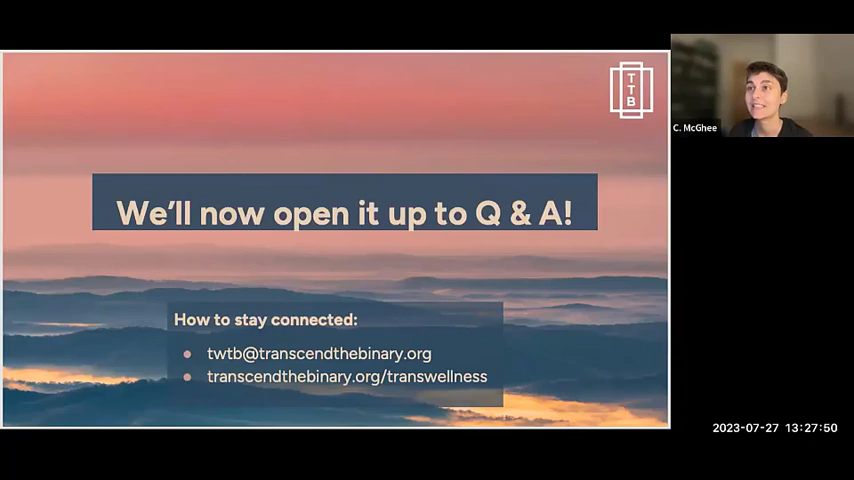 T
T
B
C. McGhee
We'll now open it up to Q & A!
How to stay connected:
twtb@transcendthebinary.org
transcendthebinary.org/transwellness
2023-07-27 13:27:50